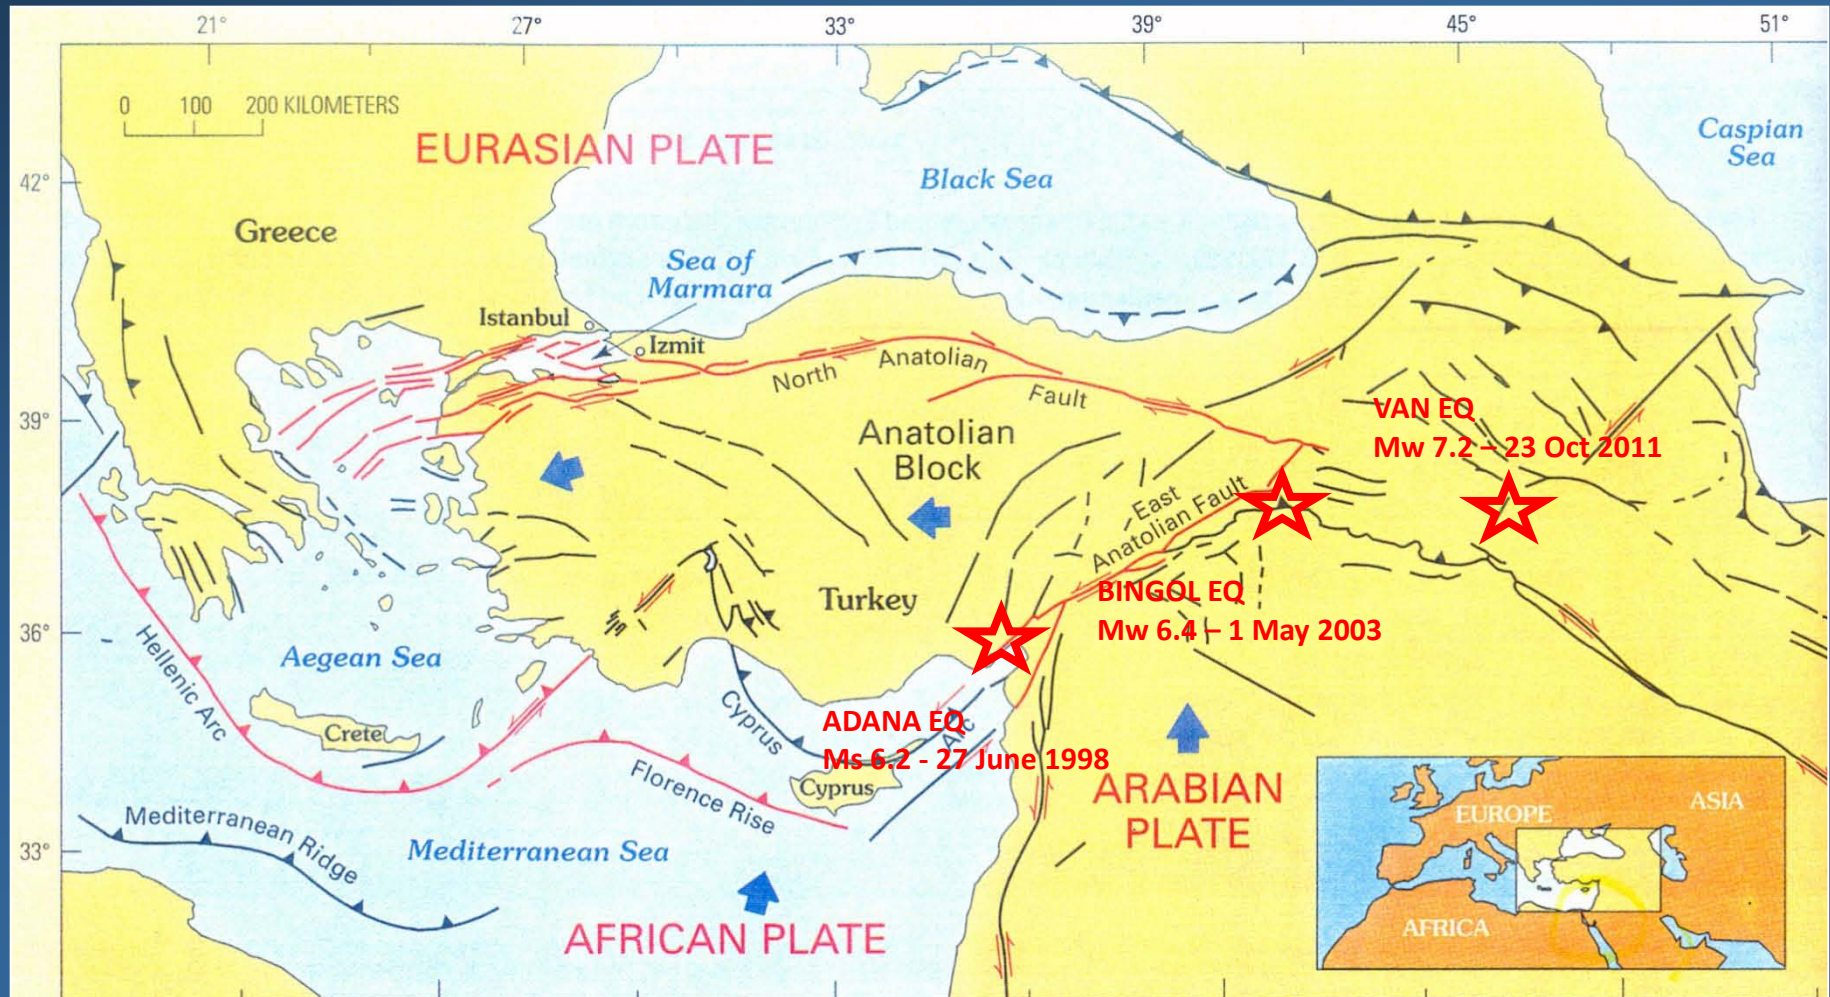 21°
27°
33°
39°
45°
51°
0 100 200 KILOMETERS
EURASIAN PLATE
Caspian
Sea
42°
Black Sea
Greece
Sea of
Marmara
Istanbul
Izmit
North Anatolian Fault
39°
VAN EQ
Mw 7.2 – 23 Oct 2011
Anatolian
Block
East
Anatolian Fault
BINGOL EQ
Mw 6.4 – 1 May 2003
Turkey
36°
Hellenic Arc
Aegean Sea
Cyprus Arc
ADANA EQ
Ms 6.2 - 27 June 1998
Crete
Florence Rise
Cyprus
ARABIAN
PLATE
Mediterranean Ridge
33°
Mediterranean Sea
AFRICAN PLATE
EUROPE
ASIA
AFRICA